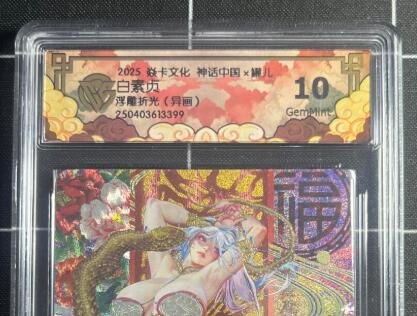 2025 焱卡文化 神话中国×罐儿
白素贞
浮雕折光（异画）
250403613399
10
GemMint
福